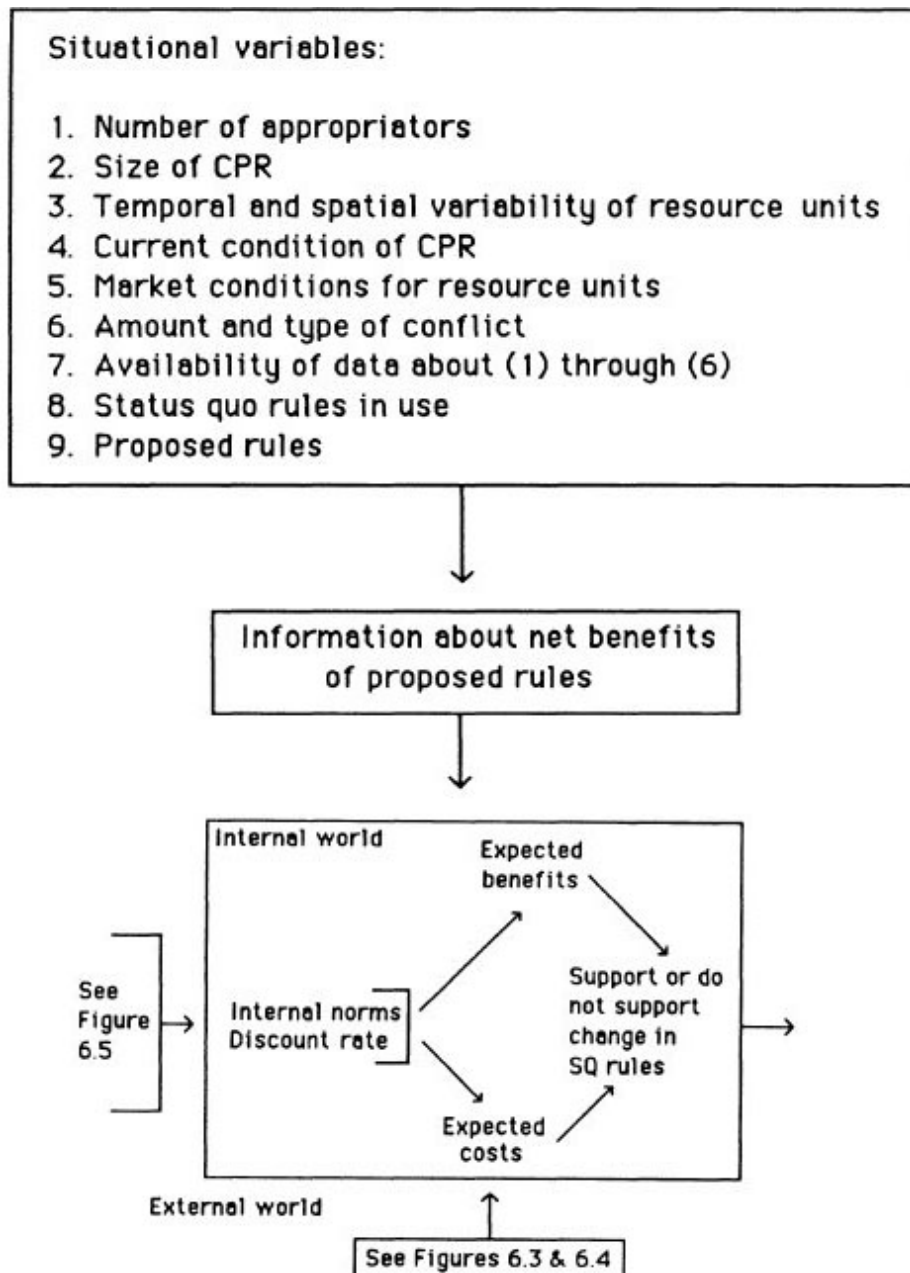 Situational variables:
1. Number of appropriators
2. Size of CPR
3. Temporal and spatial variability of resource units
4. Current condition of CPR
5. Market conditions for resource units
6. Amount and type of conflict
7. Availability of data about (1) through (6)
8. Status quo rules in use
9. Proposed rules
Information about net benefits
of proposed rules
Internal world
Expected
benefits
See
Figure
6.5
Internal norms
Discount rate
Support or do
not support
change in
SQ rules
Expected
costs
External world
See Figures 6.3 & 6.4